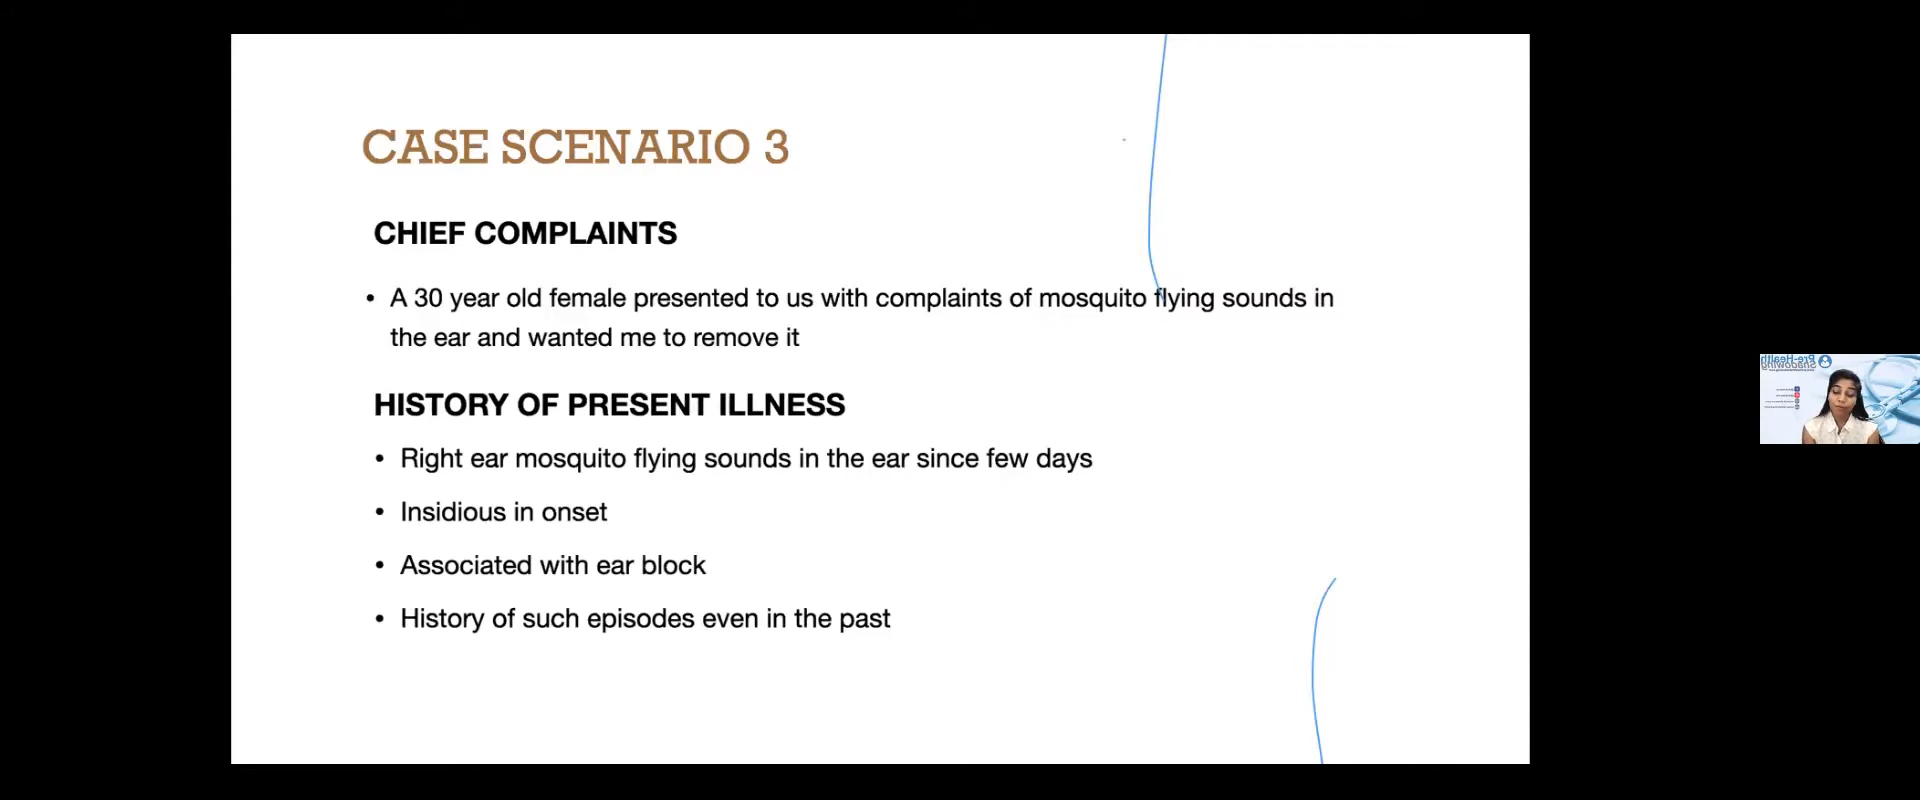 CASE SCENARIO 3
CHIEF COMPLAINTS
• A 30 year old female presented to us with complaints of mosquito flying sounds in
the ear and wanted me to remove it
HISTORY OF PRESENT ILLNESS
• Right ear mosquito flying sounds in the ear since few days
• Insidious in onset
• Associated with ear block
• History of such episodes even in the past
Pre-Health
Shadowing